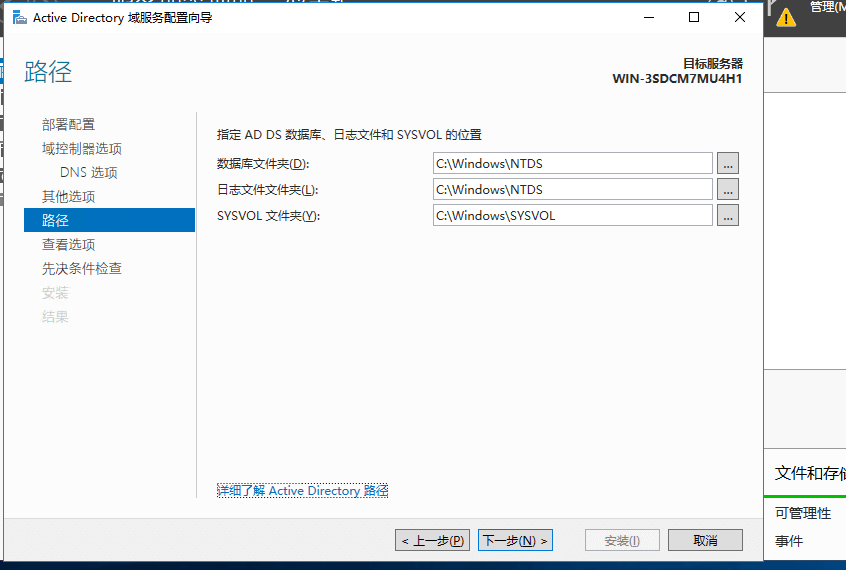 Active Directory 域服务配置向导
管理(M
路径
目标服务器
WIN-3SDCM7MU4H1
部署配置
域控制器选项
DNS 选项
其他选项
路径
查看选项
先决条件检查
安装
结果
指定 AD DS 数据库、日志文件和 SYSVOL 的位置
数据库文件夹(D):
C:\Windows\NTDS
...
日志文件文件夹(L):
C:\Windows\NTDS
...
SYSVOL 文件夹(Y):
C:\Windows\SYSVOL
...
详细了解 Active Directory 路径
< 上一步(P)
下一步(N) >
安装(I)
取消
文件和存储
可管理性
事件